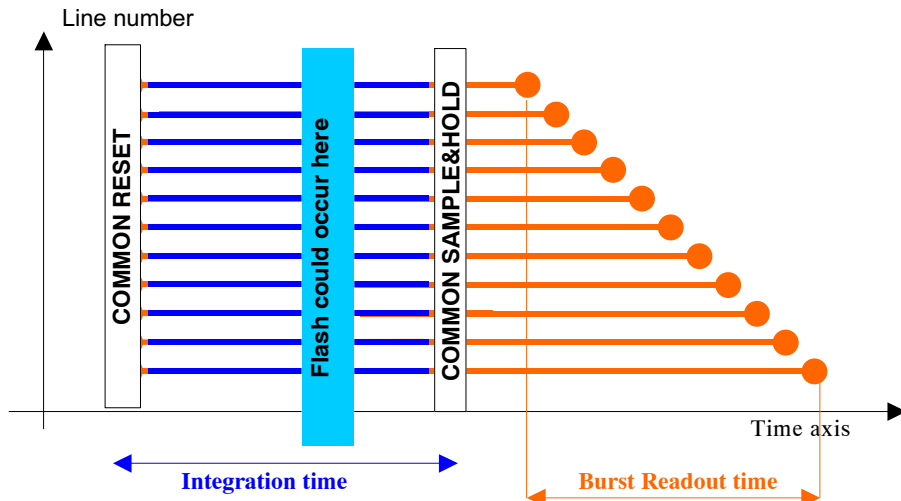 Line number
COMMON RESET
Flash could occur here
COMMON SAMPLE&HOLD
Time axis
Integration time
Burst Readout time